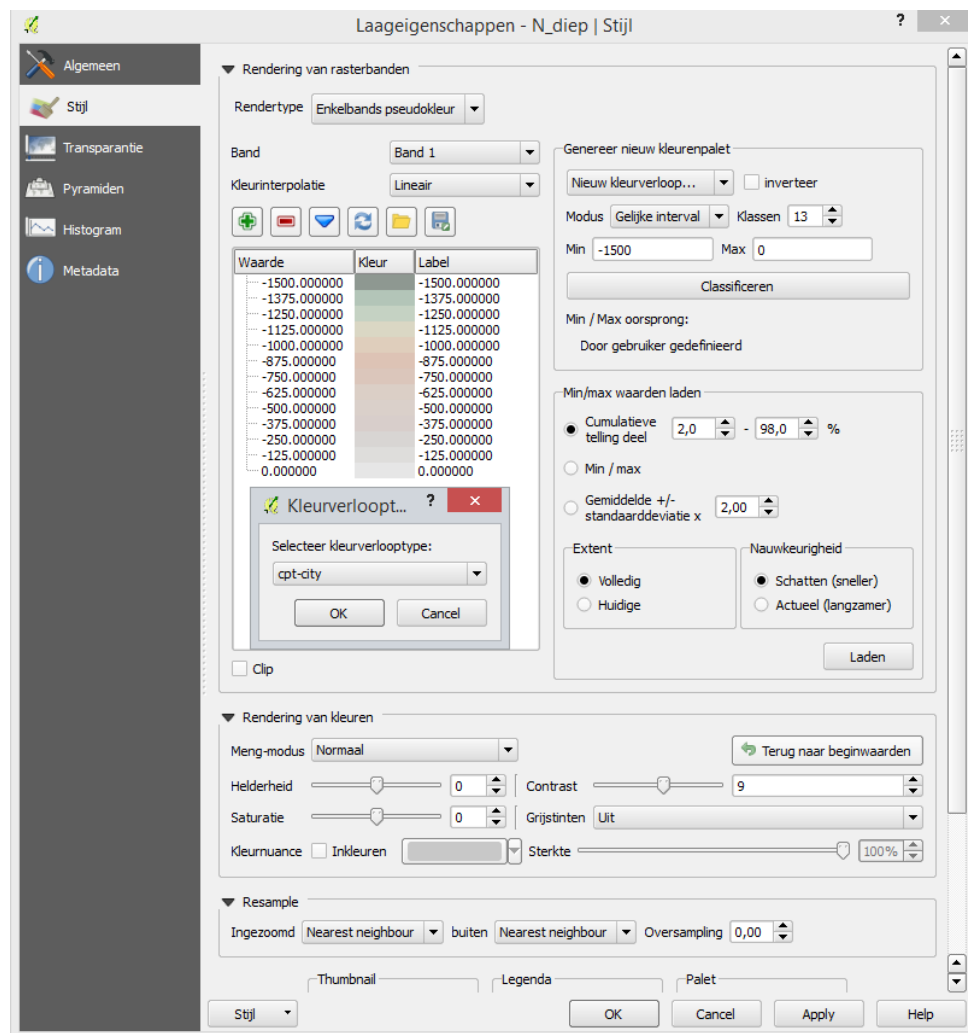 Laageigenschappen - N_diep | Stijl
?
Algemeen
Stijl
Transparantie
Pyramiden
Histogram
Metadata
Rendering van rasterbanden
Rendertype Enkelbands pseudokleur
Band Band 1
Kleurinterpolatie Lineair
Waarde Kleur Label
-1500.000000 -1500.000000
-1375.000000 -1375.000000
-1250.000000 -1250.000000
-1125.000000 -1125.000000
-1000.000000 -1000.000000
-875.000000 -875.000000
-750.000000 -750.000000
-625.000000 -625.000000
-500.000000 -500.000000
-375.000000 -375.000000
-250.000000 -250.000000
-125.000000 -125.000000
0.000000 0.000000
Kleurverloopt... ?
Selecteer kleurverlooptype:
cpt-city
OK Cancel
Clip
Genereer nieuw kleurenpalet
Nieuw kleurverloop... inverteer
Modus Gelijke interval Klassen 13
Min -1500 Max 0
Classificeren
Min / Max oorsprong:
Door gebruiker gedefinieerd
Min/max waarden laden
Cumulatieve
telling deel 2,0 - 98,0 %
Min / max
Gemiddelde +/-
standaarddeviatie x 2,00
Extent
Volledig
Huidige
Nauwkeurigheid
Schatten (sneller)
Actueel (langzamer)
Laden
Rendering van kleuren
Meng-modus Normaal Terug naar beginwaarden
Helderheid 0 Contrast 9
Saturatie 0 Grijstinten Uit
Kleurnuance Inkleuren Sterkte 100%
Resample
Ingezoomd Nearest neighbour buiten Nearest neighbour Oversampling 0,00
Thumbnail Legenda Palet
Stijl OK Cancel Apply Help